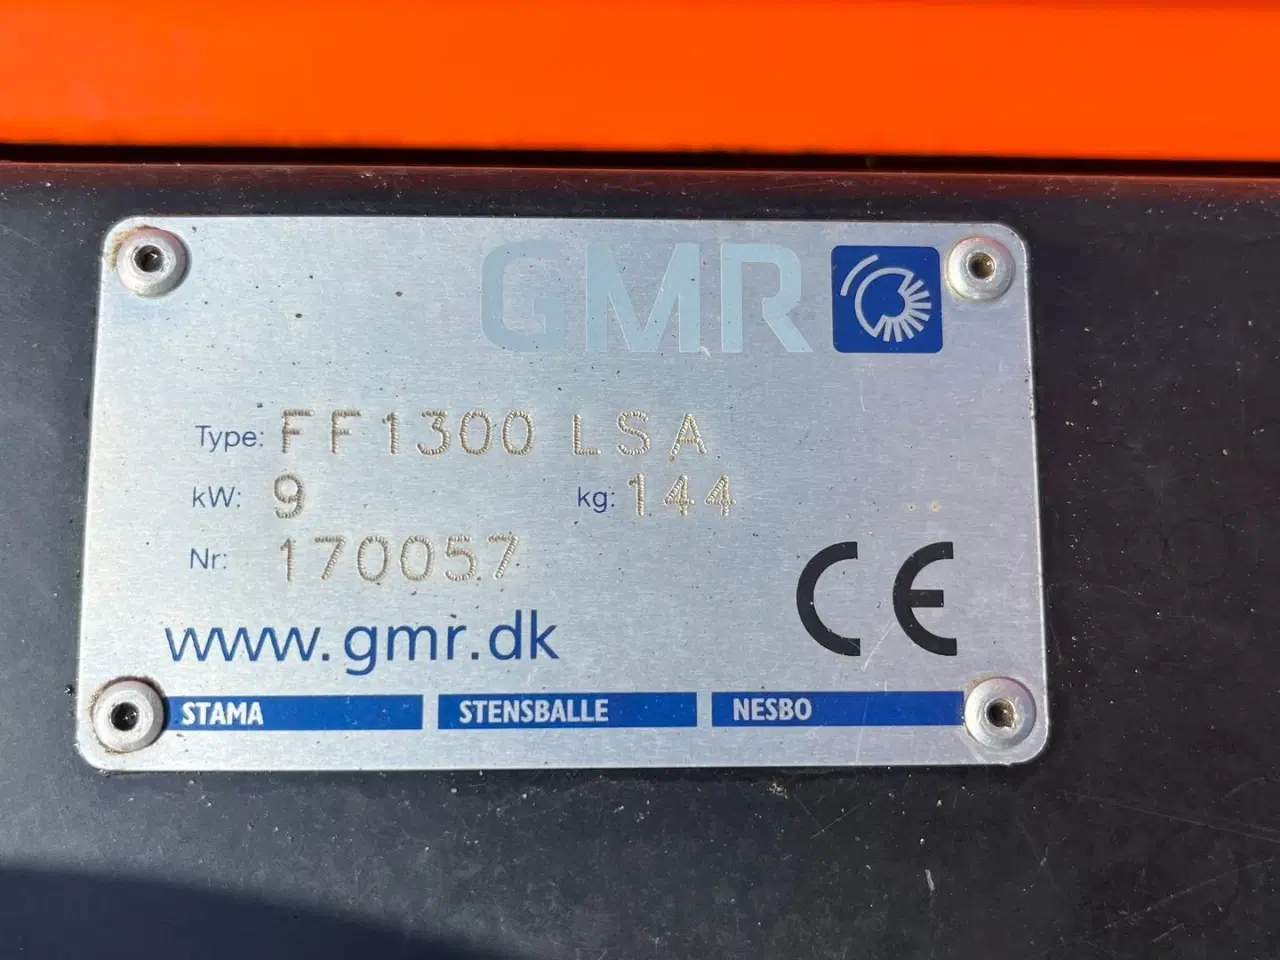 GMR
Type: FF1300 LSA
kW: 9 kg: 144
Nr: 170057
www.gmr.dk
CE
STAMA STENSBALLE NESBO